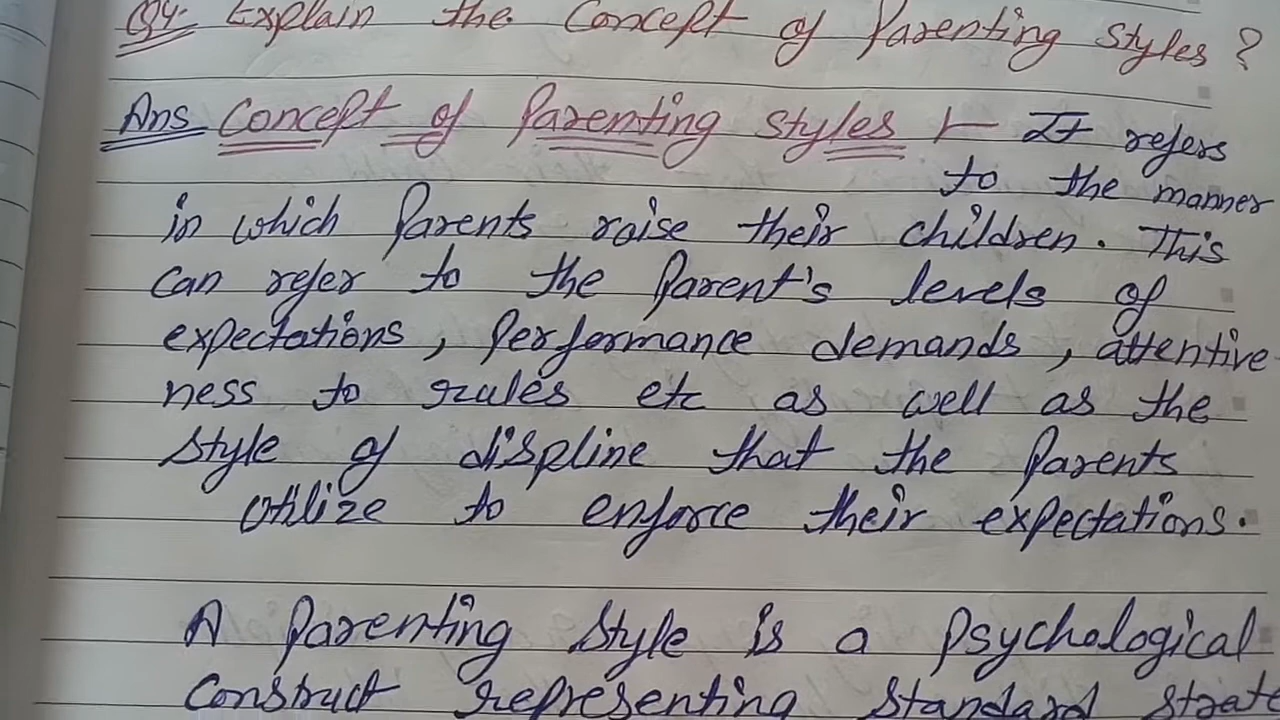 Q4. Explain the Concept of Parenting Styles ?
Ans Concept of Parenting Styles :- It refers
to the manner
in which Parents raise their children. This
can refer to the Parent's levels of
expectations, Performance demands, attentive
ness to rules etc as well as the
style of displine that the Parents
utilize to enforce their expectations.
A Parenting Style is a Psychological
Construct representing standard strate